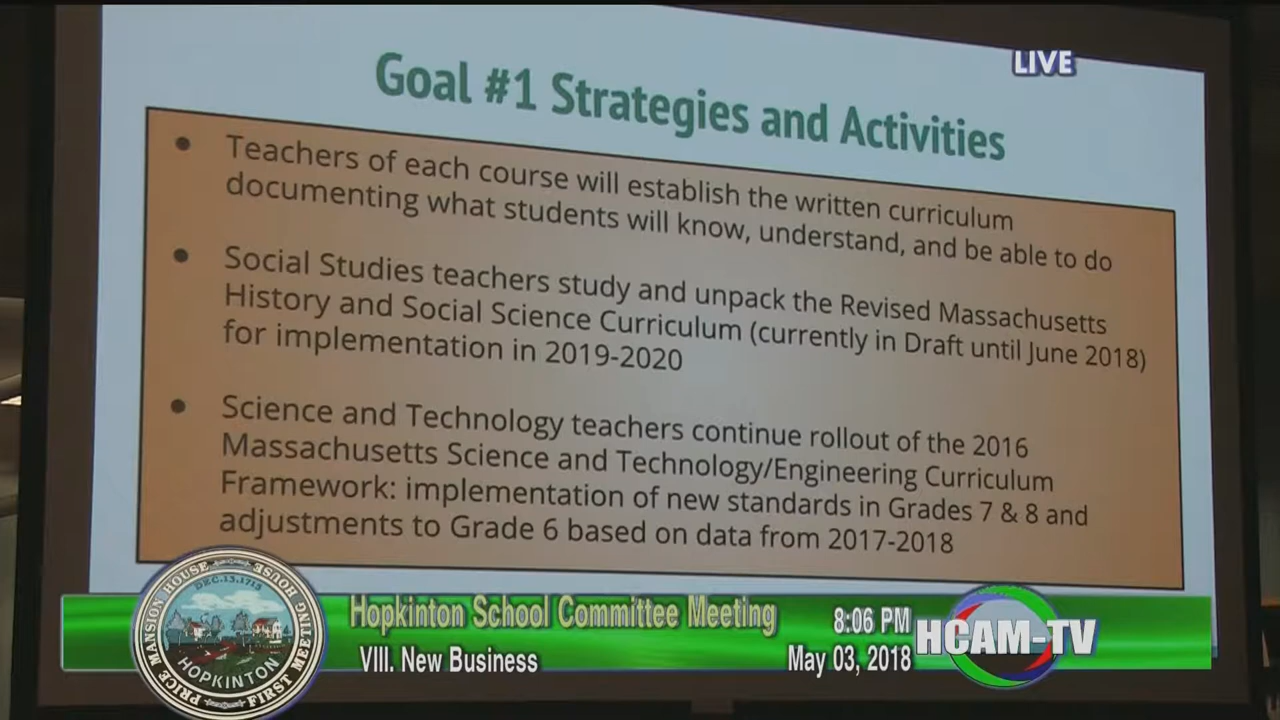 LIVE
Goal #1 Strategies and Activities
• Teachers of each course will establish the written curriculum
documenting what students will know, understand, and be able to do
• Social Studies teachers study and unpack the Revised Massachusetts
History and Social Science Curriculum (currently in Draft until June 2018)
for implementation in 2019-2020
• Science and Technology teachers continue rollout of the 2016
Massachusetts Science and Technology/Engineering Curriculum
Framework: implementation of new standards in Grades 7 & 8 and
adjustments to Grade 6 based on data from 2017-2018
PRICE MANSION HOUSE
FIRST MEETING HOUSE
DEC.13.1715
HOPKINTON
Hopkinton School Committee Meeting
8:06 PM
VIII. New Business
May 03, 2018
HCAM-TV